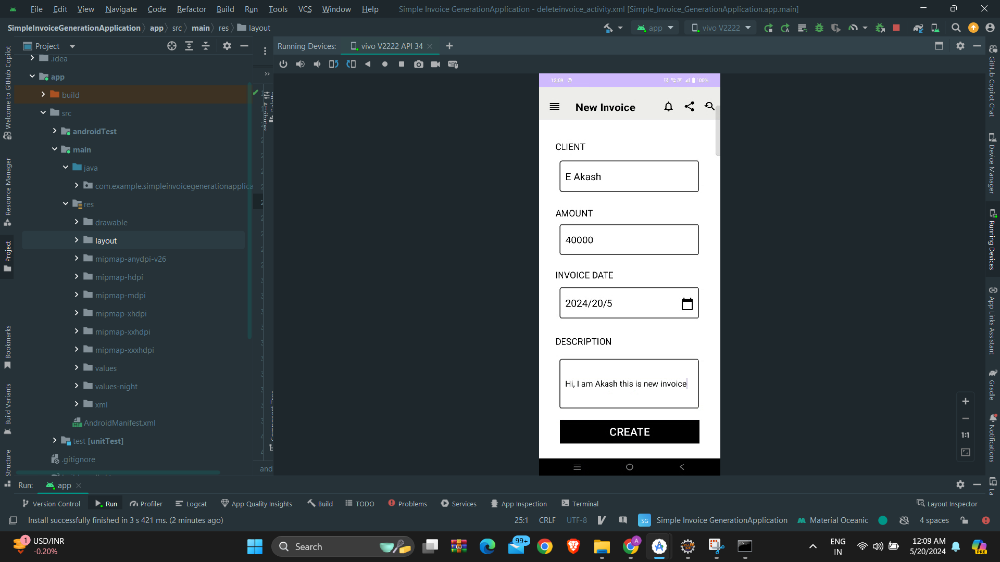 File Edit View Navigate Code Refactor Build Run Tools VCS Window Help Simple Invoice GenerationApplication - deleteinvoice_activity.xml [Simple_Invoice_GenerationApplication.app.main]
SimpleInvoiceGenerationApplication app src main res layout app vivo V2222
Project Running Devices: vivo V2222 API 34
.idea
app
build
src
androidTest
main
java
com.example.simpleinvoicegenerationapplica
res
drawable
layout
mipmap-anydpi-v26
mipmap-hdpi
mipmap-mdpi
mipmap-xhdpi
mipmap-xxhdpi
mipmap-xxxhdpi
values
values-night
xml
AndroidManifest.xml
test [unitTest]
.gitignore
Welcome to GitHub Copilot
Resource Manager
Project
Bookmarks
Build Variants
Structure
Attributes
Component Tree
and
12:09 100%
New Invoice
CLIENT
E Akash
AMOUNT
40000
INVOICE DATE
2024/20/5
DESCRIPTION
Hi, I am Akash this is new invoice
CREATE
1:1
GitHub Copilot Chat
Device Manager
Running Devices
App Links Assistant
Gradle
Notifications
La
Run: app
Version Control Run Profiler Logcat App Quality Insights Build TODO Problems Services App Inspection Terminal Layout Inspector
Install successfully finished in 3 s 421 ms. (2 minutes ago) 25:1 CRLF UTF-8 SG Simple Invoice GenerationApplication Material Oceanic 4 spaces
1 USD/INR
-0.20%
Search
99+
A
PRE
ENG
IN
12:09 AM
5/20/2024